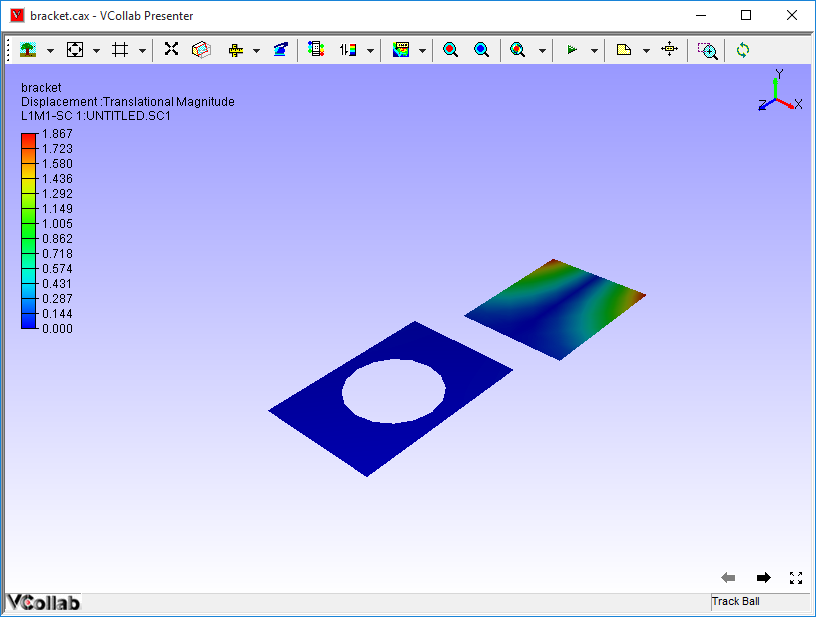 bracket.cax - VCollab Presenter
bracket
Displacement :Translational Magnitude
L1M1-SC 1:UNTITLED.SC1
1.867
1.723
1.580
1.436
1.292
1.149
1.005
0.862
0.718
0.574
0.431
0.287
0.144
0.000
Y
Z
X
VCollab
Track Ball